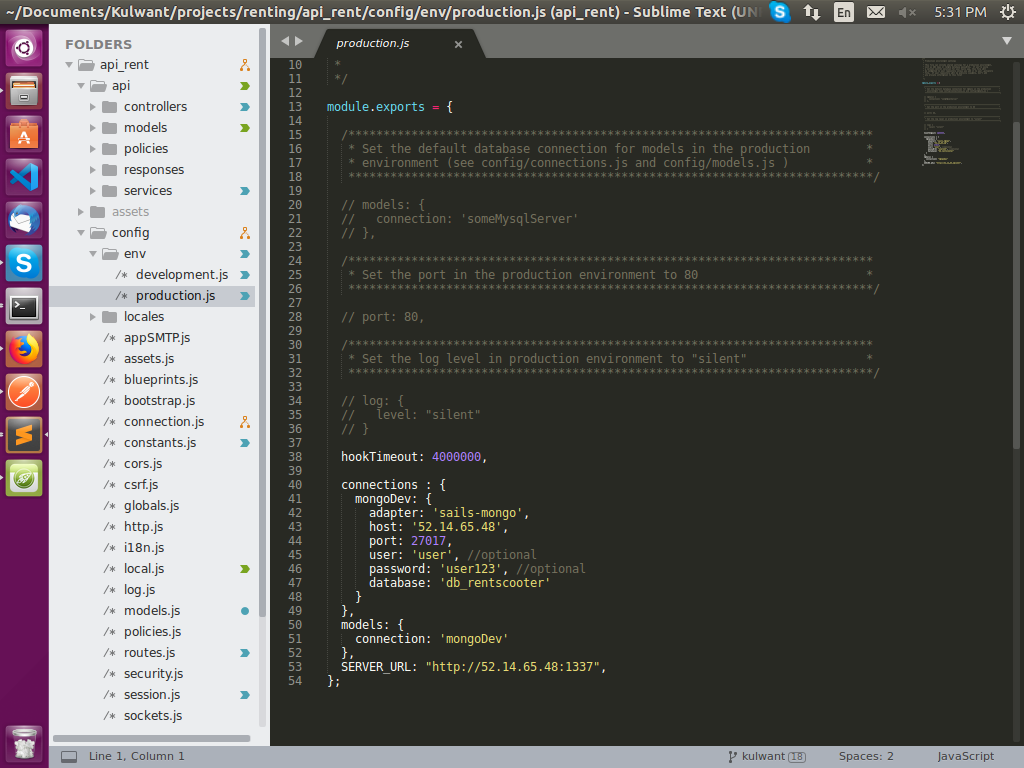 ~/Documents/Kulwant/projects/renting/api_rent/config/env/production.js (api_rent) - Sublime Text (UN
En
5:31 PM
FOLDERS
api_rent
api
controllers
models
policies
responses
services
assets
config
env
/* development.js
/* production.js
locales
/* appSMTP.js
/* assets.js
/* blueprints.js
/* bootstrap.js
/* connection.js
/* constants.js
/* cors.js
/* csrf.js
/* globals.js
/* http.js
/* i18n.js
/* local.js
/* log.js
/* models.js
/* policies.js
/* routes.js
/* security.js
/* session.js
/* sockets.js
production.js ×
10 *
11 */
12
13 module.exports = {
14
15 /***************************************************************************
16 * Set the default database connection for models in the production *
17 * environment (see config/connections.js and config/models.js ) *
18 ***************************************************************************/
19
20 // models: {
21 //   connection: 'someMysqlServer'
22 // },
23
24 /***************************************************************************
25 * Set the port in the production environment to 80 *
26 ***************************************************************************/
27
28 // port: 80,
29
30 /***************************************************************************
31 * Set the log level in production environment to "silent" *
32 ***************************************************************************/
33
34 // log: {
35 //   level: "silent"
36 // }
37
38 hookTimeout: 4000000,
39
40 connections : {
41 mongoDev: {
42 adapter: 'sails-mongo',
43 host: '52.14.65.48',
44 port: 27017,
45 user: 'user', //optional
46 password: 'user123', //optional
47 database: 'db_rentscooter'
48 }
49 },
50 models: {
51 connection: 'mongoDev'
52 },
53 SERVER_URL: "http://52.14.65.48:1337",
54 };
Line 1, Column 1
kulwant 18
Spaces: 2
JavaScript